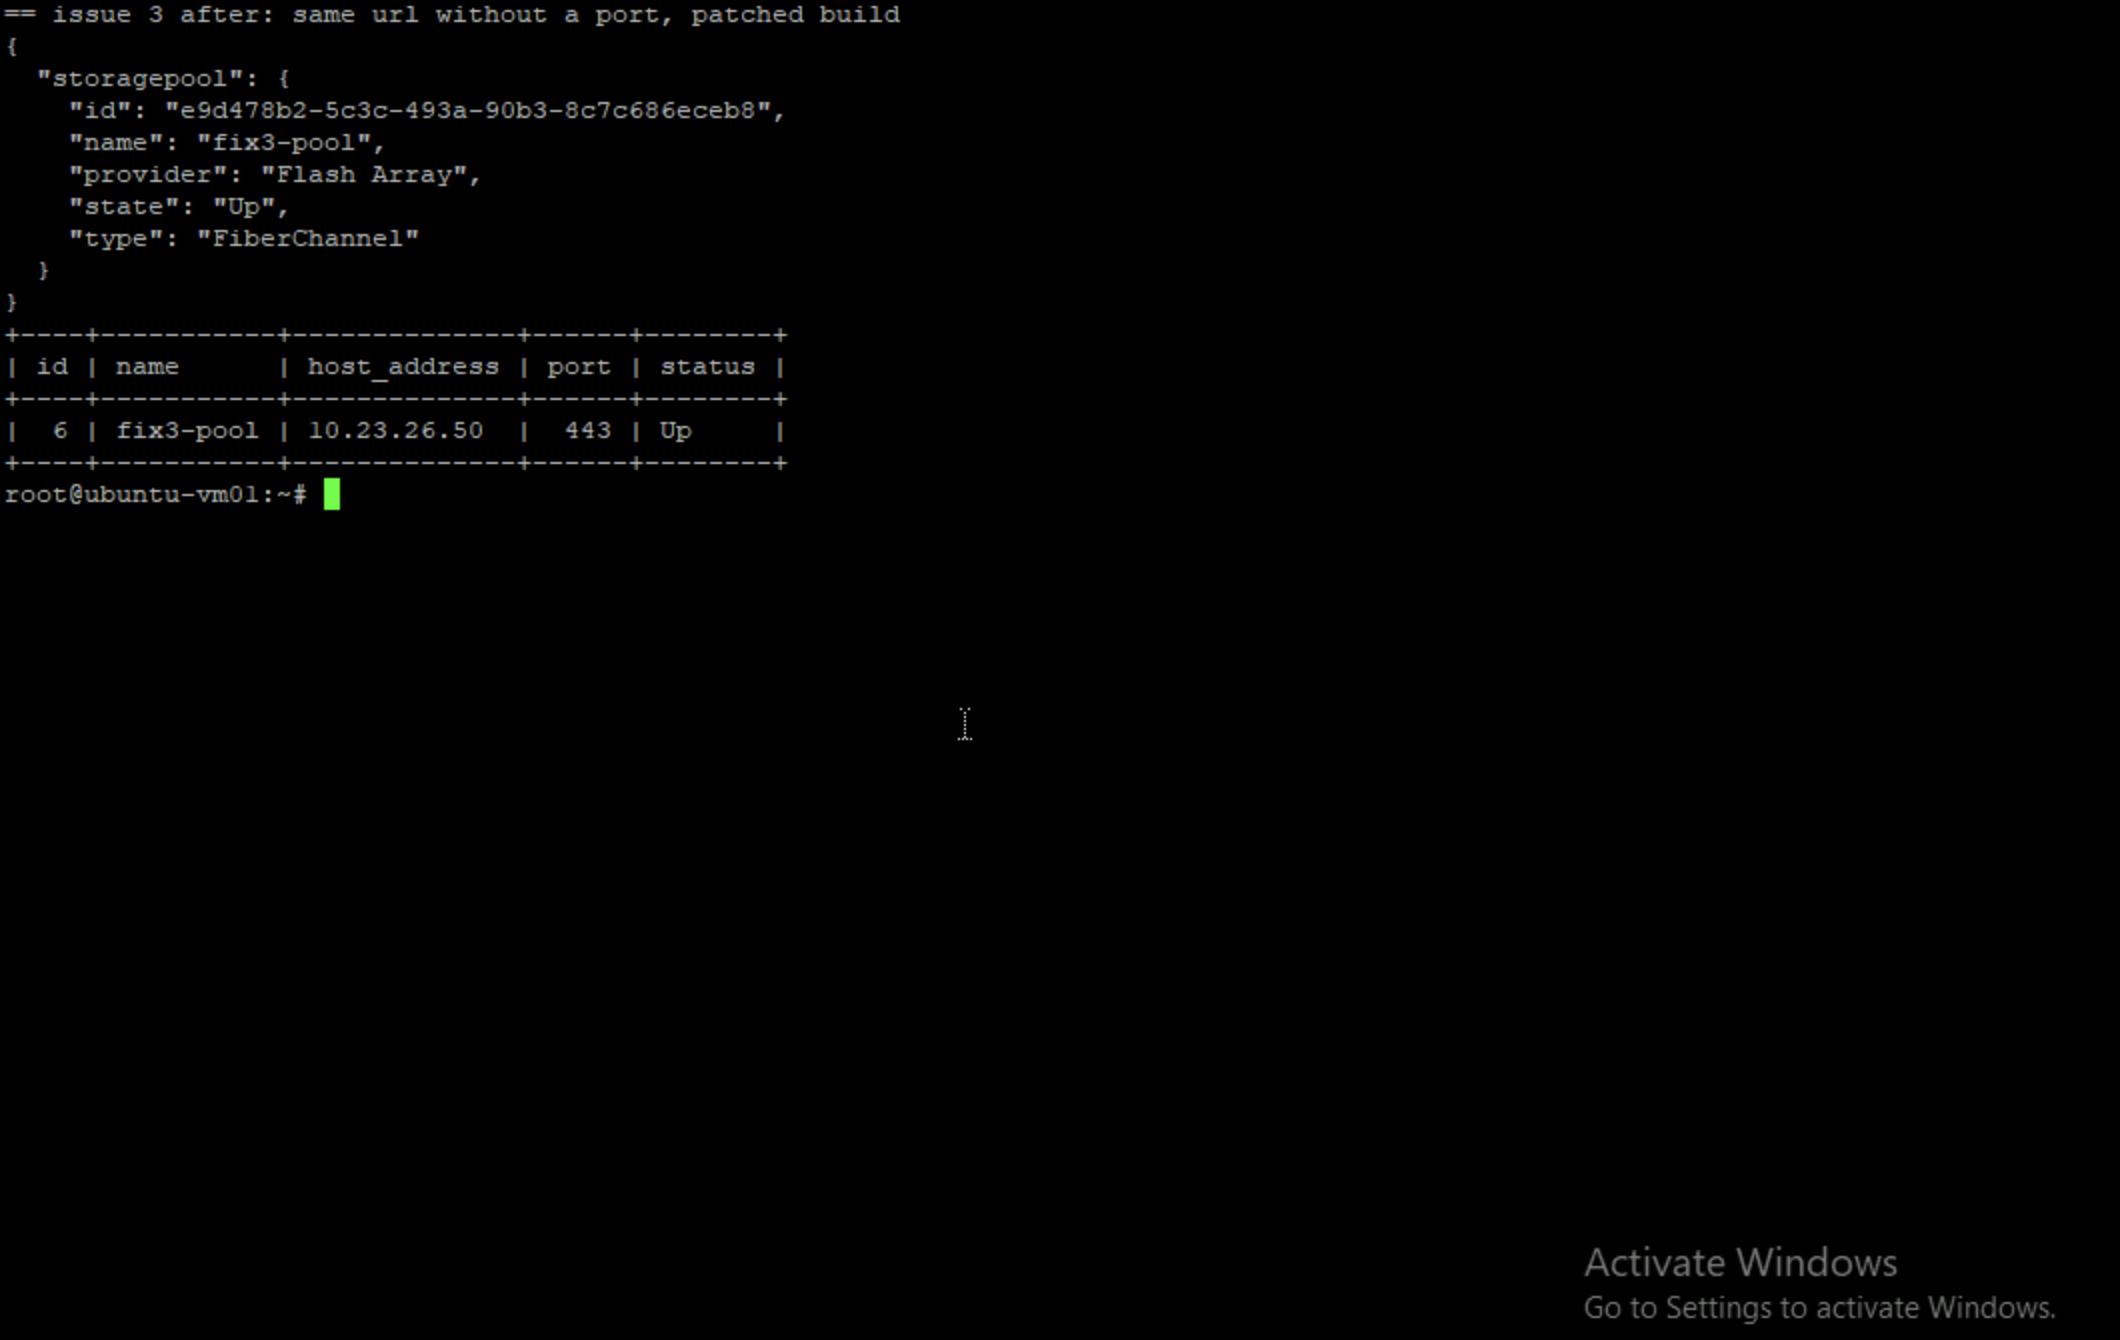 == issue 3 after: same url without a port, patched build
{
  "storagepool": {
    "id": "e9d478b2-5c3c-493a-90b3-8c7c686eceb8",
    "name": "fix3-pool",
    "provider": "Flash Array",
    "state": "Up",
    "type": "FiberChannel"
  }
}
+----+-----------+--------------+------+--------+
| id | name      | host_address | port | status |
+----+-----------+--------------+------+--------+
|  6 | fix3-pool | 10.23.26.50  |  443 | Up     |
+----+-----------+--------------+------+--------+
root@ubuntu-vm01:~#
Activate Windows
Go to Settings to activate Windows.